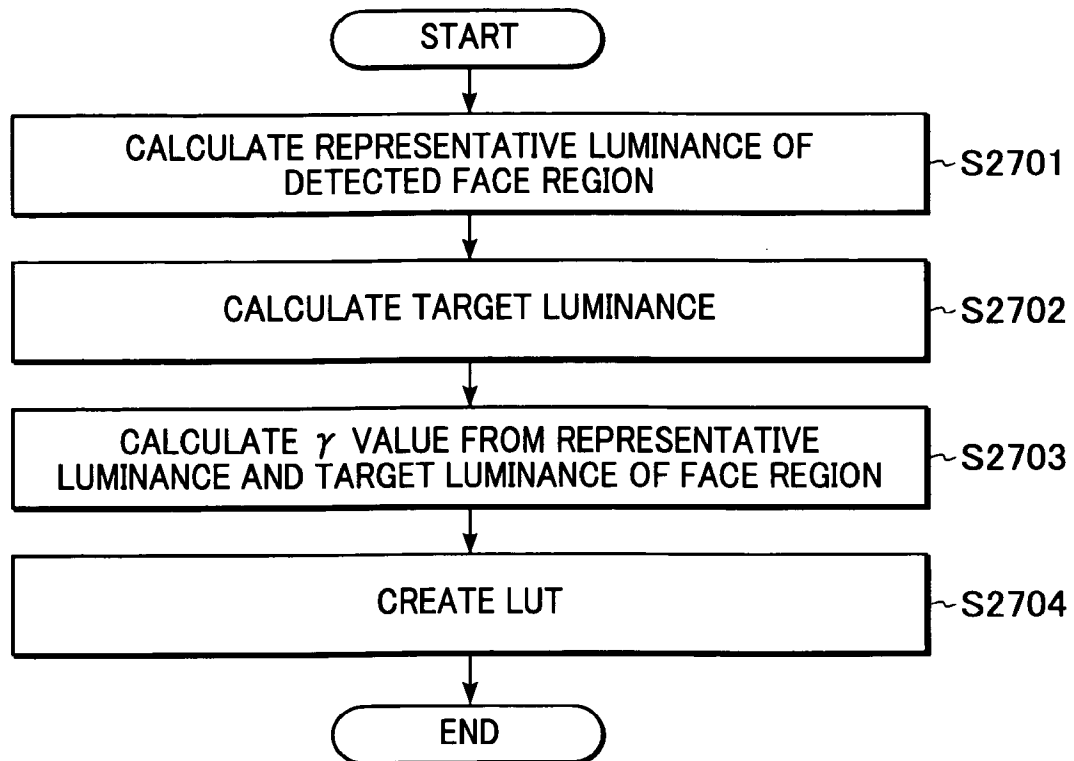 START
CALCULATE REPRESENTATIVE LUMINANCE OF
DETECTED FACE REGION
S2701
CALCULATE TARGET LUMINANCE
S2702
CALCULATE γ VALUE FROM REPRESENTATIVE
LUMINANCE AND TARGET LUMINANCE OF FACE REGION
S2703
CREATE LUT
S2704
END